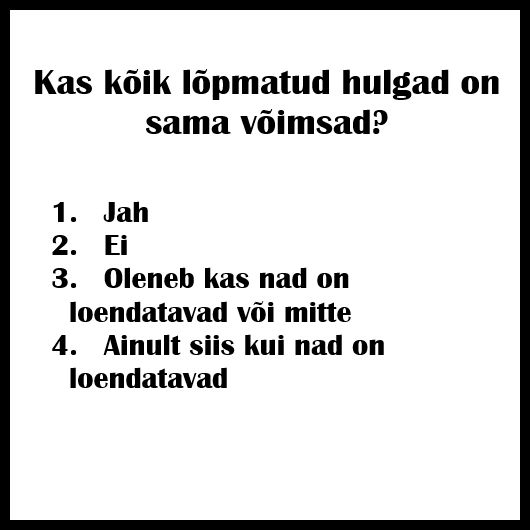 Kas kõik lõpmatud hulgad on
sama võimsad?
1. Jah
2. Ei
3. Oleneb kas nad on
loendatavad või mitte
4. Ainult siis kui nad on
loendatavad